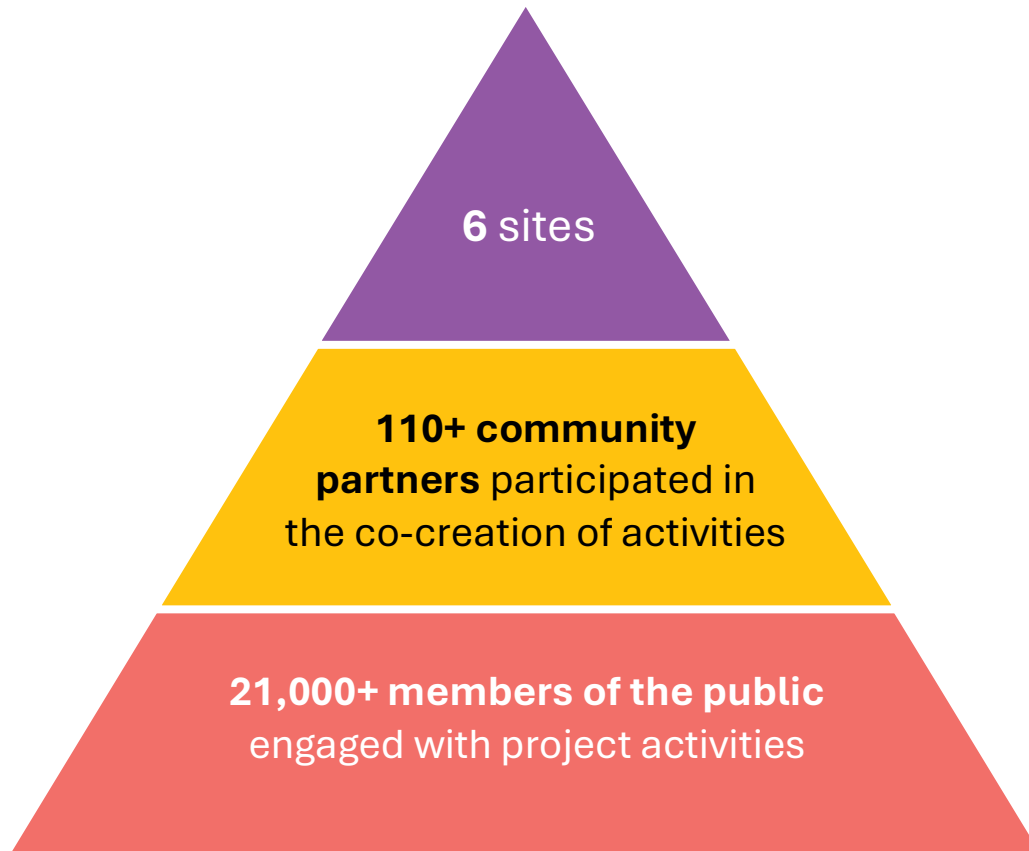 6 sites
110+ community
partners participated in
the co-creation of activities
21,000+ members of the public
engaged with project activities